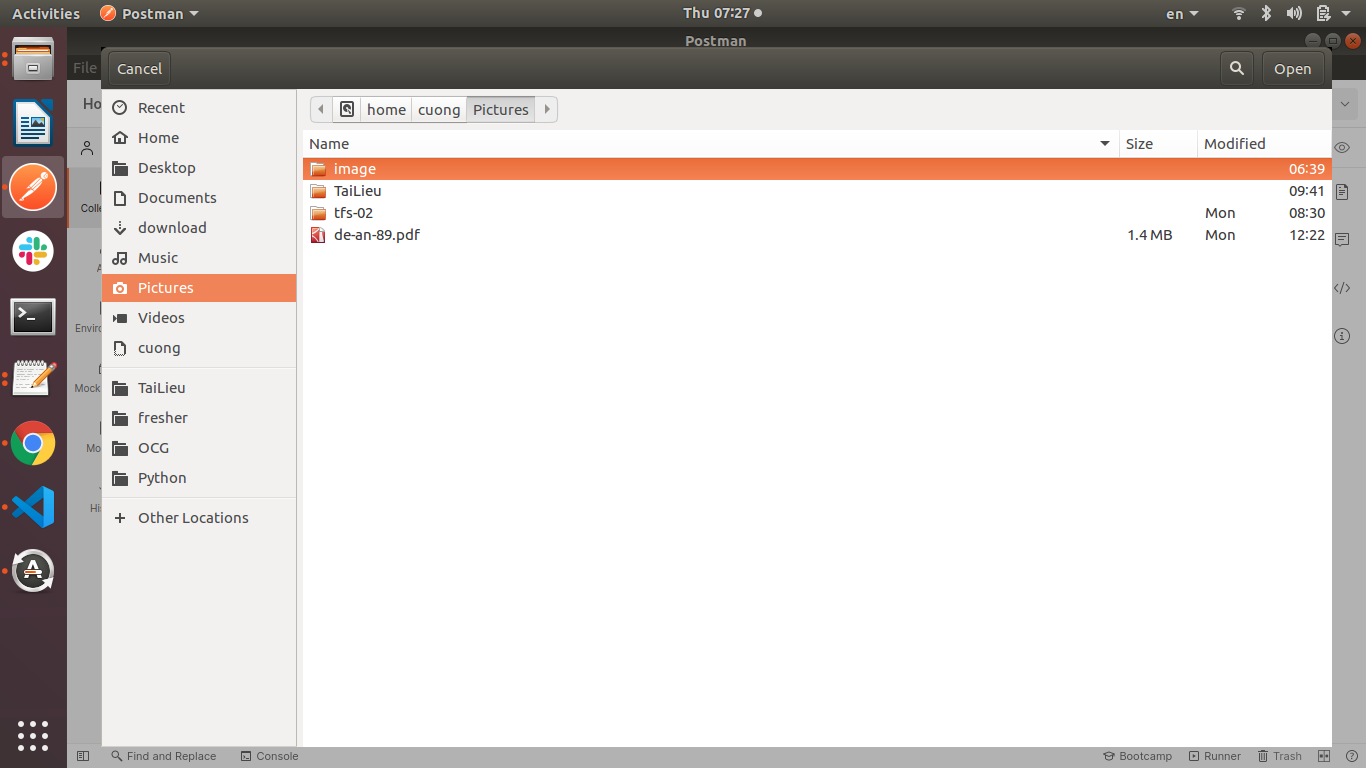 Activities Postman Thu 07:27 en
Postman
File
Cancel Open
Ho
Recent
Home
Desktop
Documents
download
Music
Pictures
Videos
cuong
TaiLieu
fresher
OCG
Python
Other Locations
home cuong Pictures
Name Size Modified
image 06:39
TaiLieu 09:41
tfs-02 Mon 08:30
de-an-89.pdf 1.4 MB Mon 12:22
Colle
A
Enviro
Mock
Mo
His
Find and Replace Console Bootcamp Runner Trash